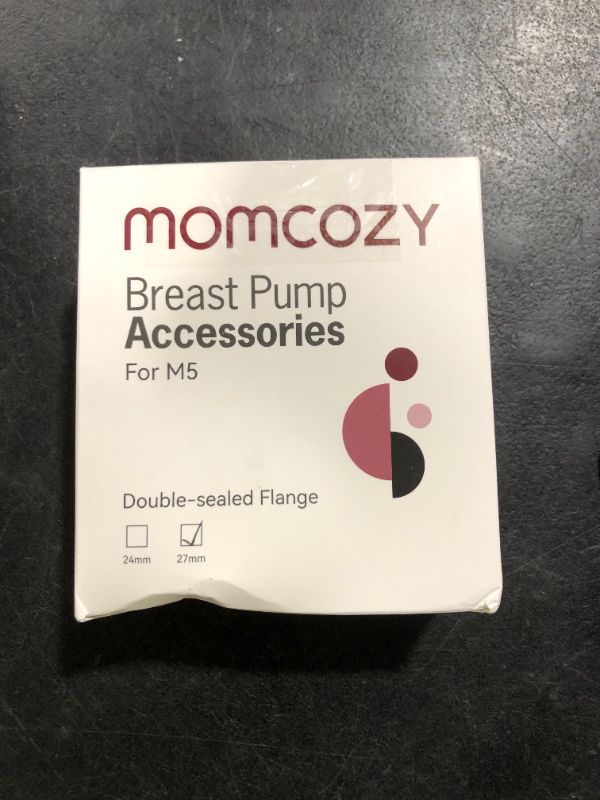 momcozy
Breast Pump
Accessories
For M5
Double-sealed Flange
24mm 27mm